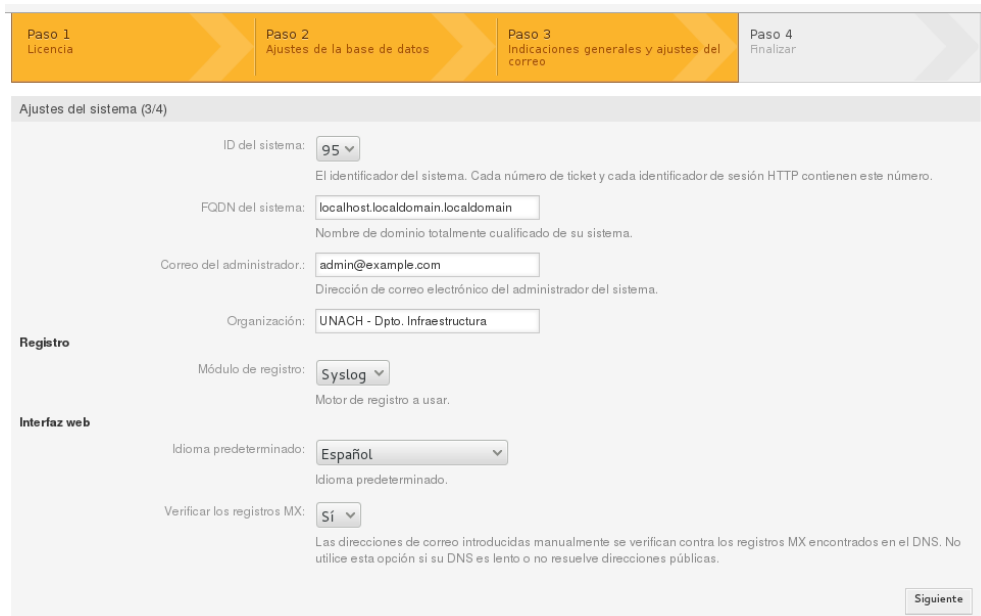 Paso 1
Licencia
Paso 2
Ajustes de la base de datos
Paso 3
Indicaciones generales y ajustes del
correo
Paso 4
Finalizar
Ajustes del sistema (3/4)
ID del sistema: 95
El identificador del sistema. Cada número de ticket y cada identificador de sesión HTTP contienen este número.
FQDN del sistema: localhost.localdomain.localdomain
Nombre de dominio totalmente cualificado de su sistema.
Correo del administrador.: admin@example.com
Dirección de correo electrónico del administrador del sistema.
Organización: UNACH - Dpto. Infraestructura
Registro
Módulo de registro: Syslog
Motor de registro a usar.
Interfaz web
Idioma predeterminado: Español
Idioma predeterminado.
Verificar los registros MX: Sí
Las direcciones de correo introducidas manualmente se verifican contra los registros MX encontrados en el DNS. No
utilice esta opción si su DNS es lento o no resuelve direcciones públicas.
Siguiente